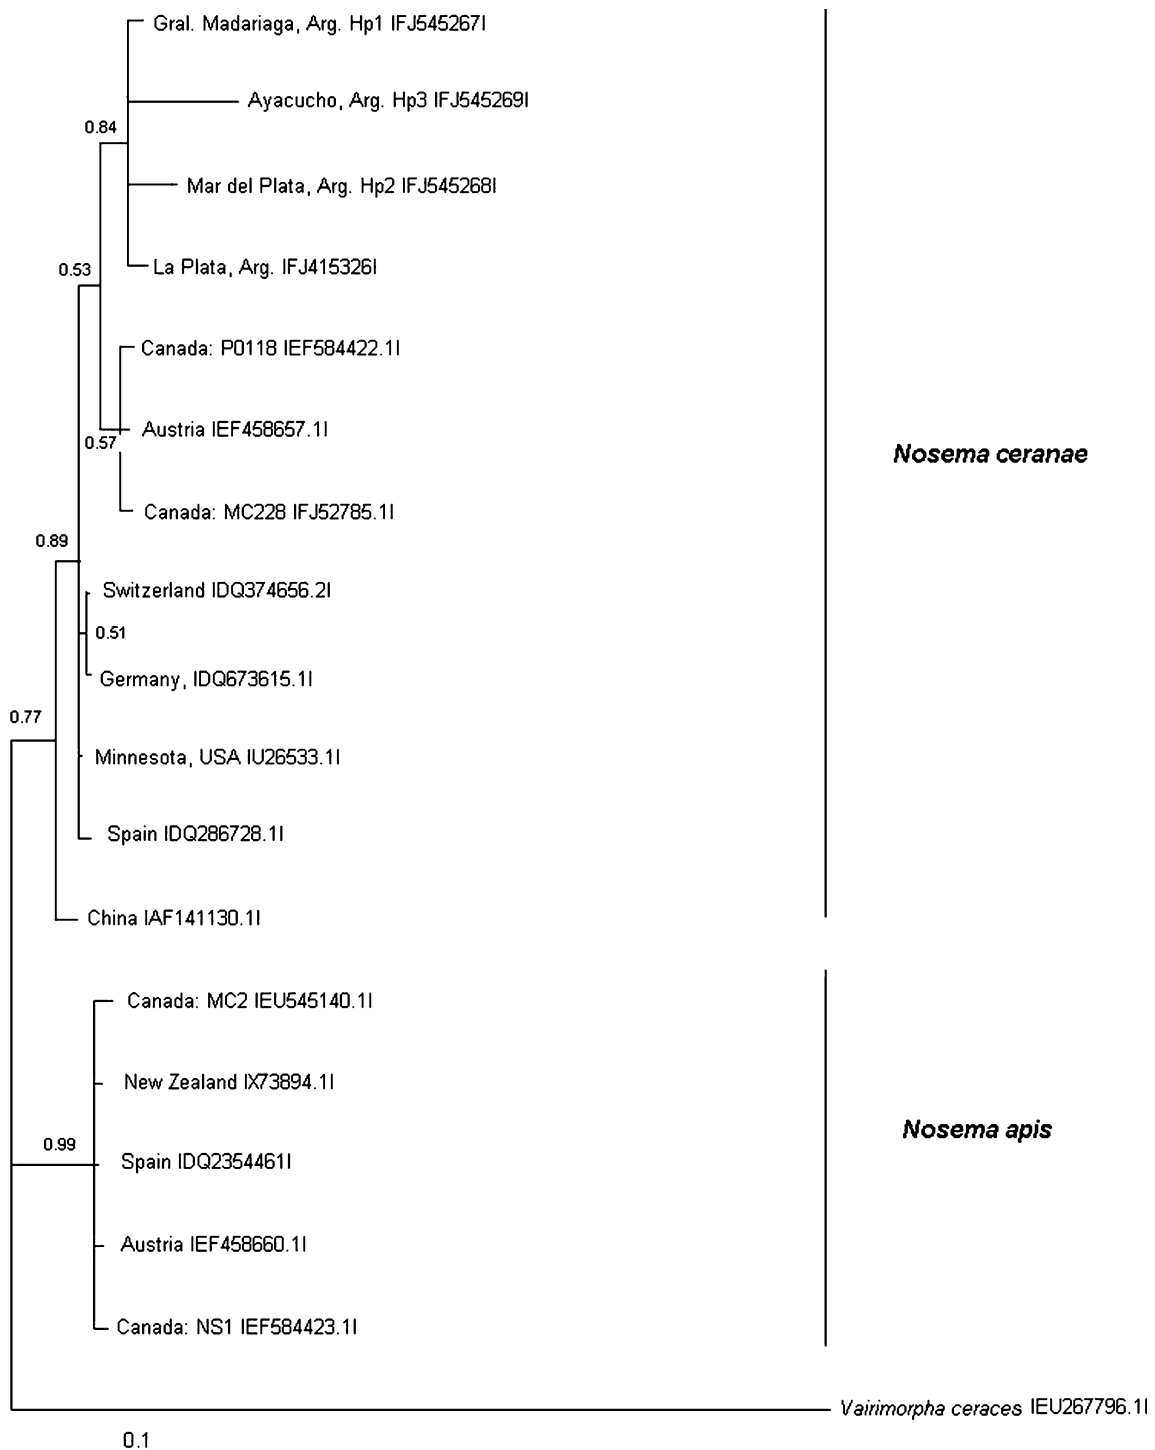 Gral. Madariaga, Arg. Hp1 IFJ545267I
Ayacucho, Arg. Hp3 IFJ545269I
0.84
Mar del Plata, Arg. Hp2 IFJ545268I
La Plata, Arg. IFJ415326I
0.53
Canada: P0118 IEF584422.1I
Austria IEF458657.1I
0.57
Nosema ceranae
Canada: MC228 IFJ52785.1I
0.89
Switzerland IDQ374656.2I
0.51
Germany, IDQ673615.1I
0.77
Minnesota, USA IU26533.1I
Spain IDQ286728.1I
China IAF141130.1I
Canada: MC2 IEU545140.1I
New Zealand IX73894.1I
Nosema apis
0.99
Spain IDQ2354461I
Austria IEF458660.1I
Canada: NS1 IEF584423.1I
Vairimorpha ceraces IEU267796.1I
0.1